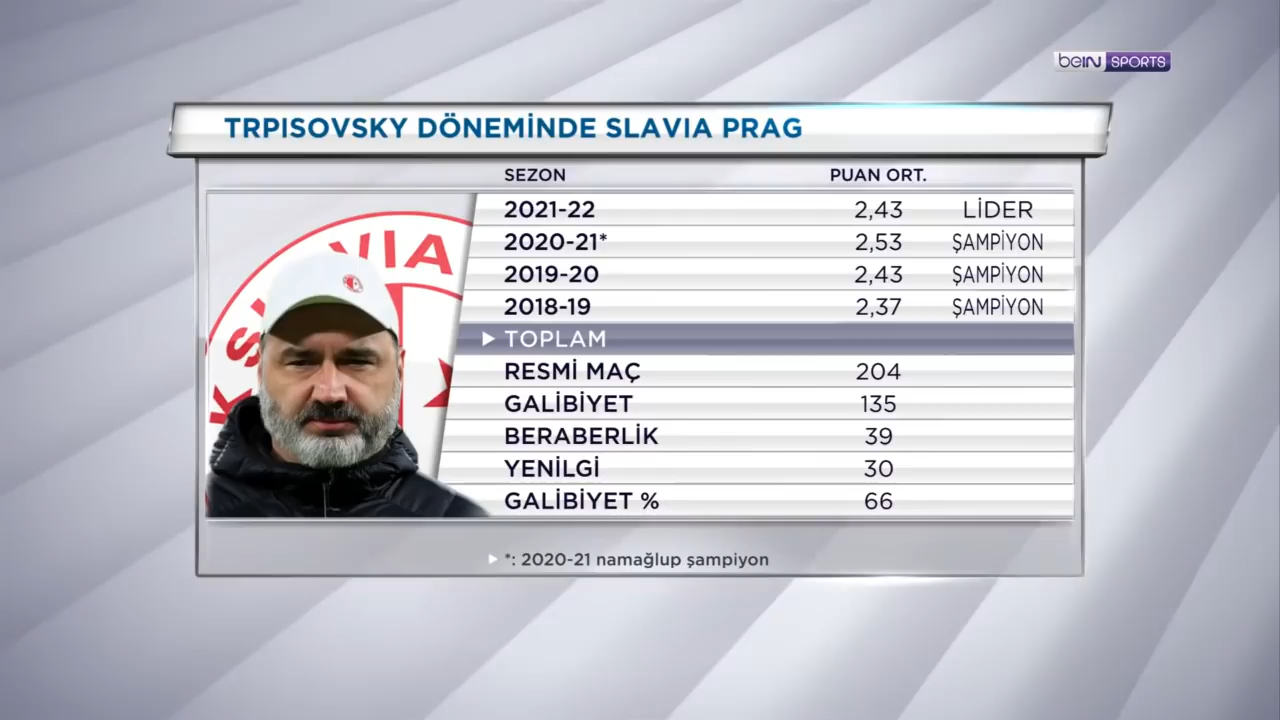 beIN SPORTS
TRPISOVSKY DÖNEMİNDE SLAVIA PRAG
SEZON PUAN ORT.
2021-22 2,43 LİDER
2020-21* 2,53 ŞAMPİYON
2019-20 2,43 ŞAMPİYON
2018-19 2,37 ŞAMPİYON
TOPLAM
RESMİ MAÇ 204
GALİBİYET 135
BERABERLİK 39
YENİLGİ 30
GALİBİYET % 66
*: 2020-21 namağlup şampiyon